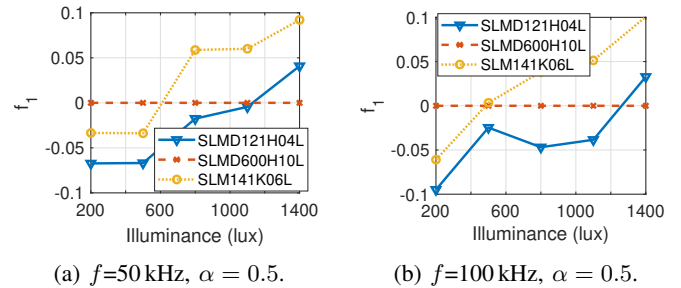 0.1
0.05
0
-0.05
-0.1
f₁
SLMD121H04L
SLMD600H10L
SLM141K06L
200 600 1000 1400
Illuminance (lux)
(a) f=50 kHz, α = 0.5.
0.1
0.05
0
-0.05
-0.1
f₁
SLMD121H04L
SLMD600H10L
SLM141K06L
200 600 1000 1400
Illuminance (lux)
(b) f=100 kHz, α = 0.5.